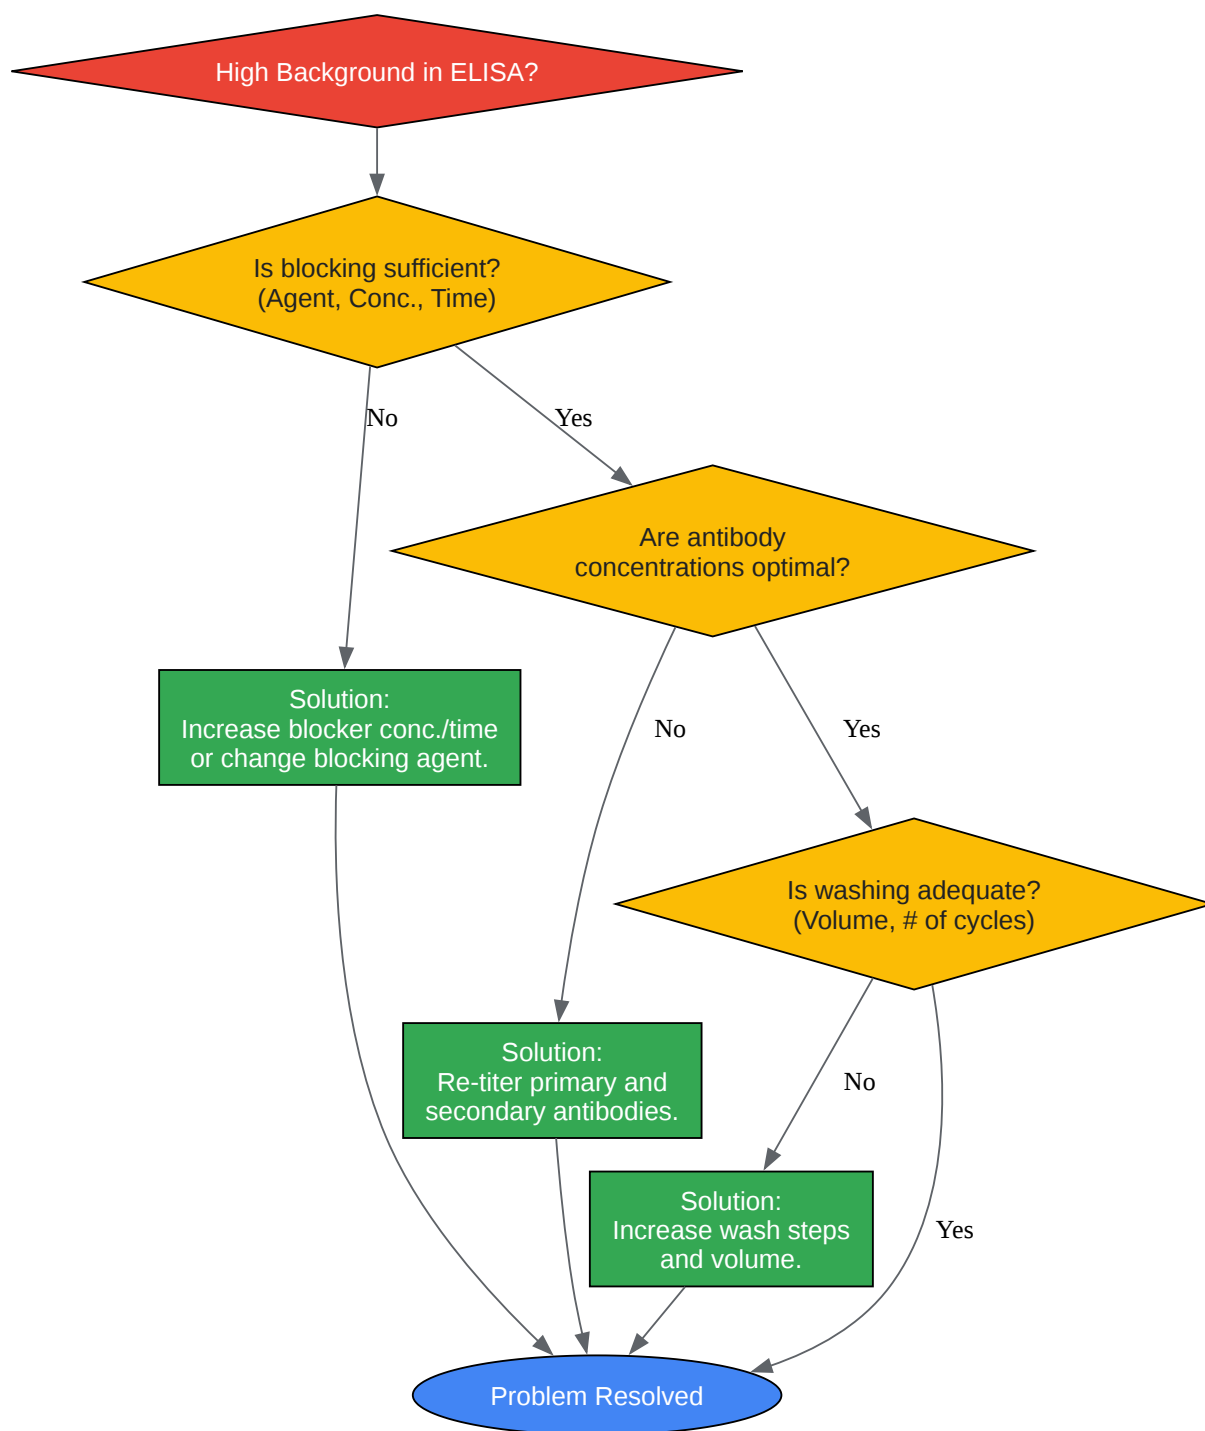 High Background in ELISA?
Is blocking sufficient?
(Agent, Conc., Time)
No
Yes
Are antibody
concentrations optimal?
Solution:
Increase blocker conc./time
or change blocking agent.
No
Yes
Is washing adequate?
(Volume, # of cycles)
Solution:
Re-titer primary and
secondary antibodies.
No
Solution:
Increase wash steps
and volume.
Yes
Problem Resolved